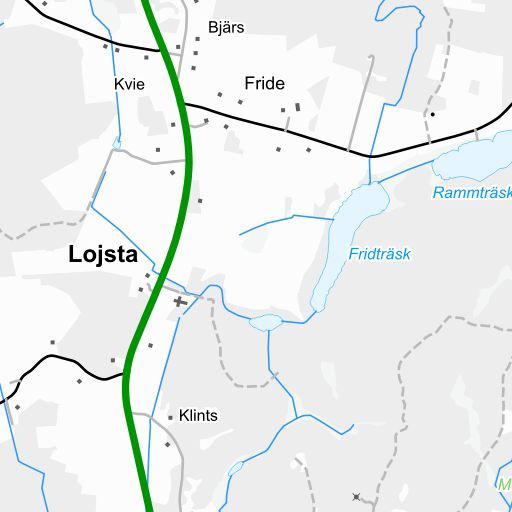 Bjärs
Kvie
Fride
Rammträsk
Lojsta
Fridträsk
Klints
M